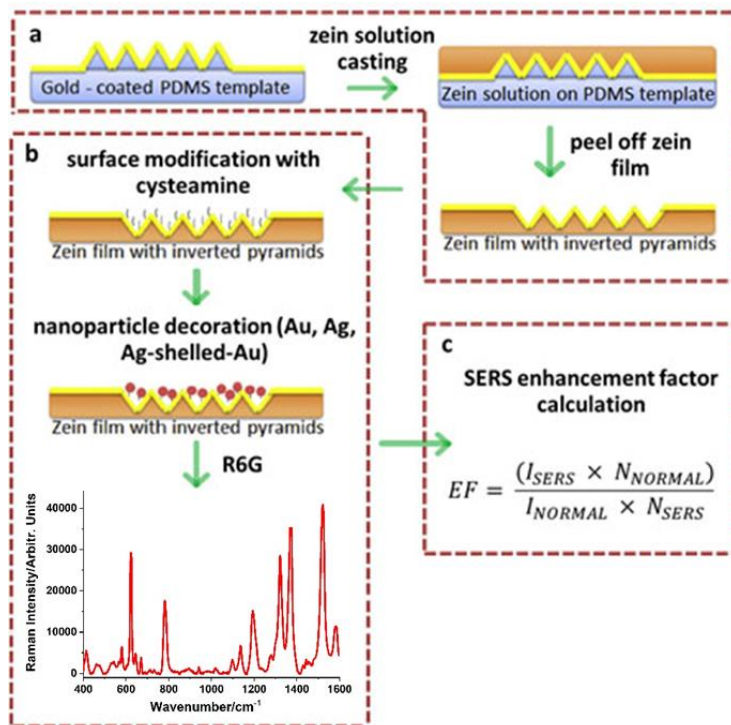 a
zein solution
casting
Gold - coated PDMS template
Zein solution on PDMS template
peel off zein
film
Zein film with inverted pyramids
b
surface modification with
cysteamine
Zein film with inverted pyramids
nanoparticle decoration (Au, Ag,
Ag-shelled-Au)
Zein film with inverted pyramids
R6G
Raman Intensity/Arbitr. Units
40000
30000
20000
10000
0
400 600 800 1000 1200 1400 1600
Wavenumber/cm⁻¹
c
SERS enhancement factor
calculation
EF = (I_SERS × N_NORMAL) / I_NORMAL × N_SERS